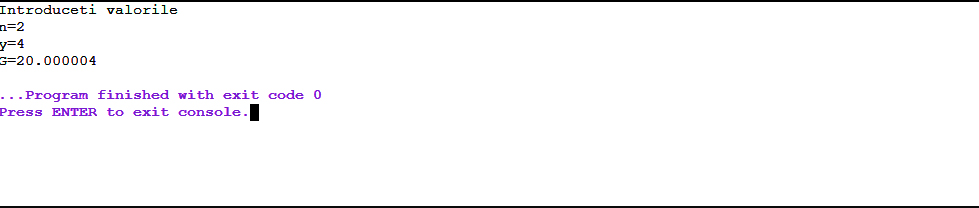 Introduceti valorile
n=2
y=4
G=20.000004
...Program finished with exit code 0
Press ENTER to exit console.